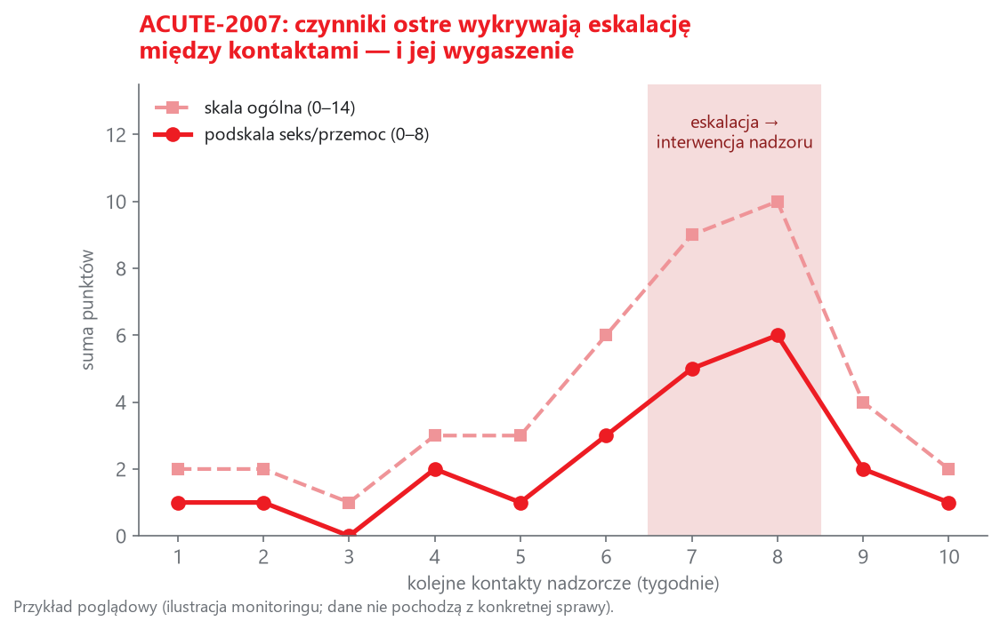 ACUTE-2007: czynniki ostre wykrywają eskalację
między kontaktami — i jej wygaszenie
skala ogólna (0–14)
podskala seks/przemoc (0–8)
eskalacja →
interwencja nadzoru
suma punktów
12
10
8
6
4
2
0
1 2 3 4 5 6 7 8 9 10
kolejne kontakty nadzorcze (tygodnie)
Przykład poglądowy (ilustracja monitoringu; dane nie pochodzą z konkretnej sprawy).